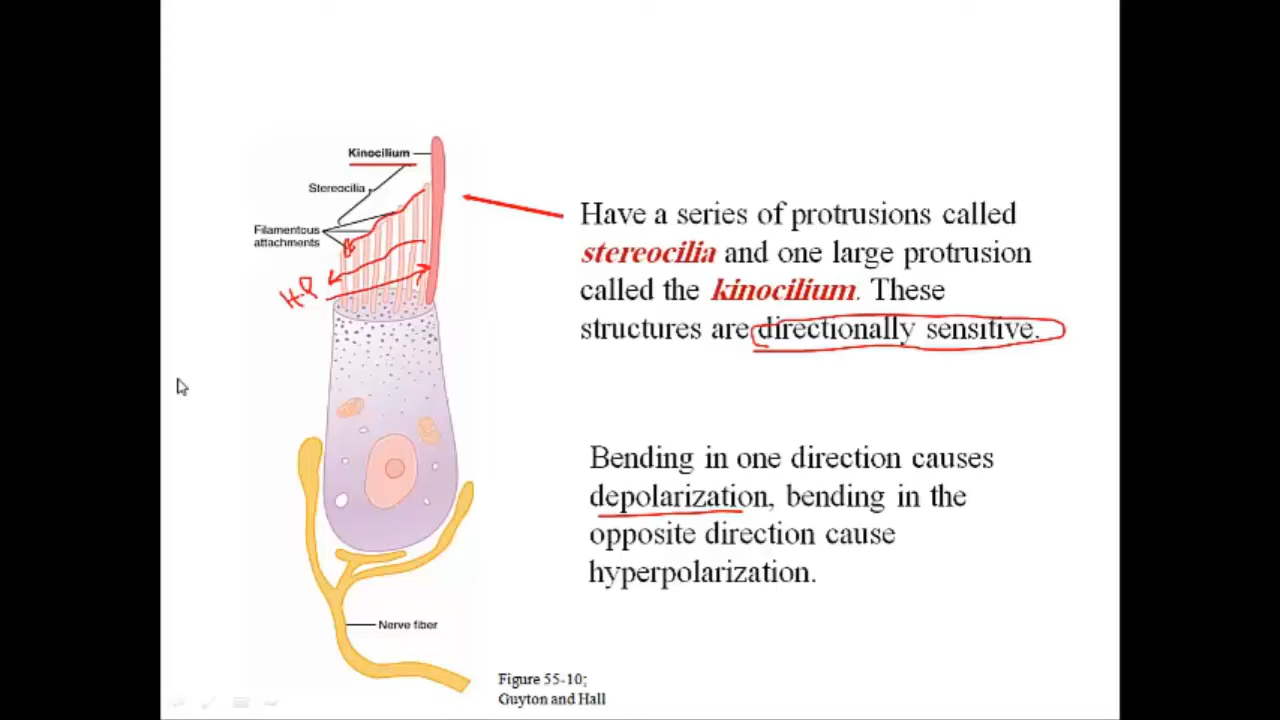 Kinocilium
Stereocilia
Filamentous
attachments
H.P
Have a series of protrusions called
stereocilia and one large protrusion
called the kinocilium. These
structures are directionally sensitive.
Bending in one direction causes
depolarization, bending in the
opposite direction cause
hyperpolarization.
Nerve fiber
Figure 55-10;
Guyton and Hall